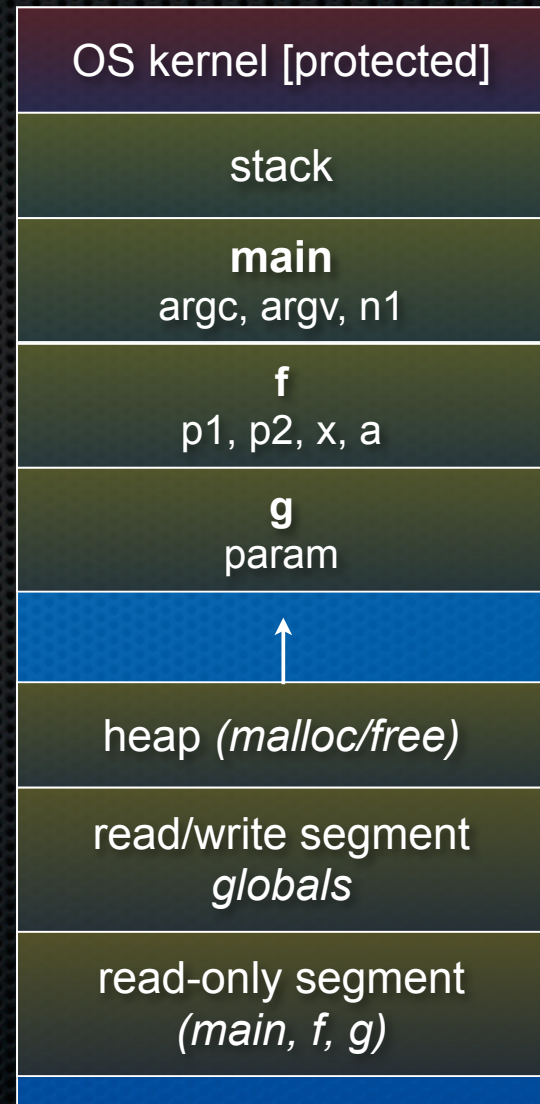 OS kernel [protected]
stack
main
argc, argv, n1
f
p1, p2, x, a
g
param
heap (malloc/free)
read/write segment
globals
read-only segment
(main, f, g)